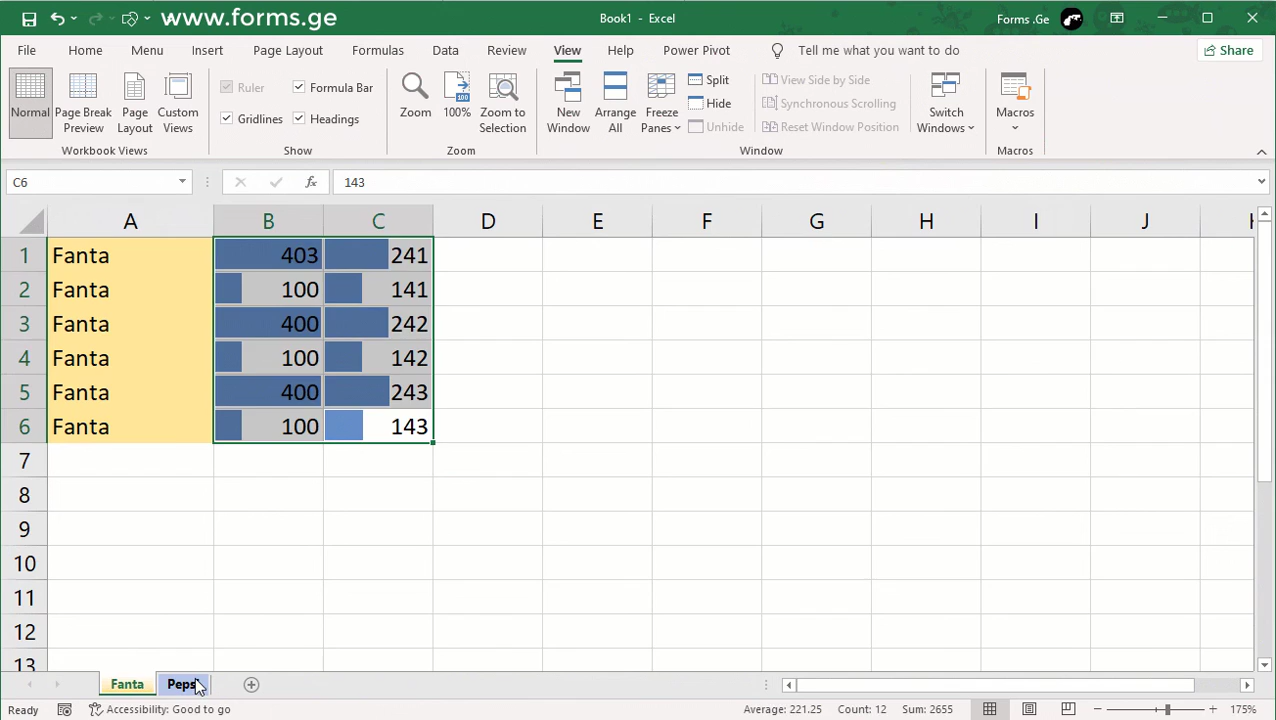 www.forms.ge
Book1 - Excel
Forms .Ge
File Home Menu Insert Page Layout Formulas Data Review View Help Power Pivot Tell me what you want to do Share
Normal
Page Break Preview
Page Layout
Custom Views
Workbook Views
Ruler
Formula Bar
Gridlines
Headings
Show
Zoom
100%
Zoom to Selection
Zoom
New Window
Arrange All
Freeze Panes
Split
Hide
Unhide
View Side by Side
Synchronous Scrolling
Reset Window Position
Switch Windows
Window
Macros
Macros
C6 fx 143
A B C D E F G H I J
1 Fanta 403 241
2 Fanta 100 141
3 Fanta 400 242
4 Fanta 100 142
5 Fanta 400 243
6 Fanta 100 143
7
8
9
10
11
12
13
Fanta Peps
Ready Accessibility: Good to go Average: 221.25 Count: 12 Sum: 2655 175%